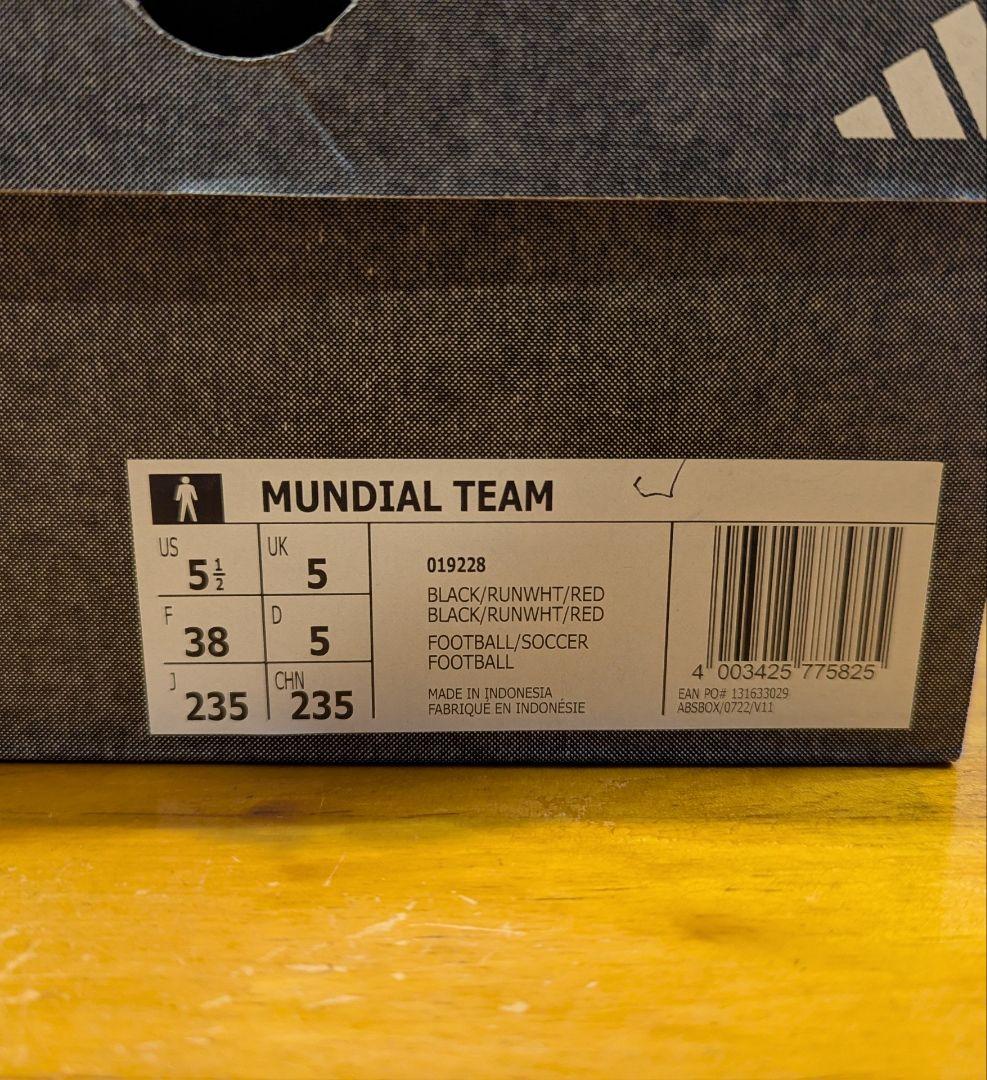 MUNDIAL TEAM
US 5 1/2
UK 5
F 38
D 5
J 235
CHN 235
019228
BLACK/RUNWHT/RED
BLACK/RUNWHT/RED
FOOTBALL/SOCCER
FOOTBALL
MADE IN INDONESIA
FABRIQUÉ EN INDONÉSIE
4 003425 775825
EAN PO# 131633029
ABSBOX/0722/V11